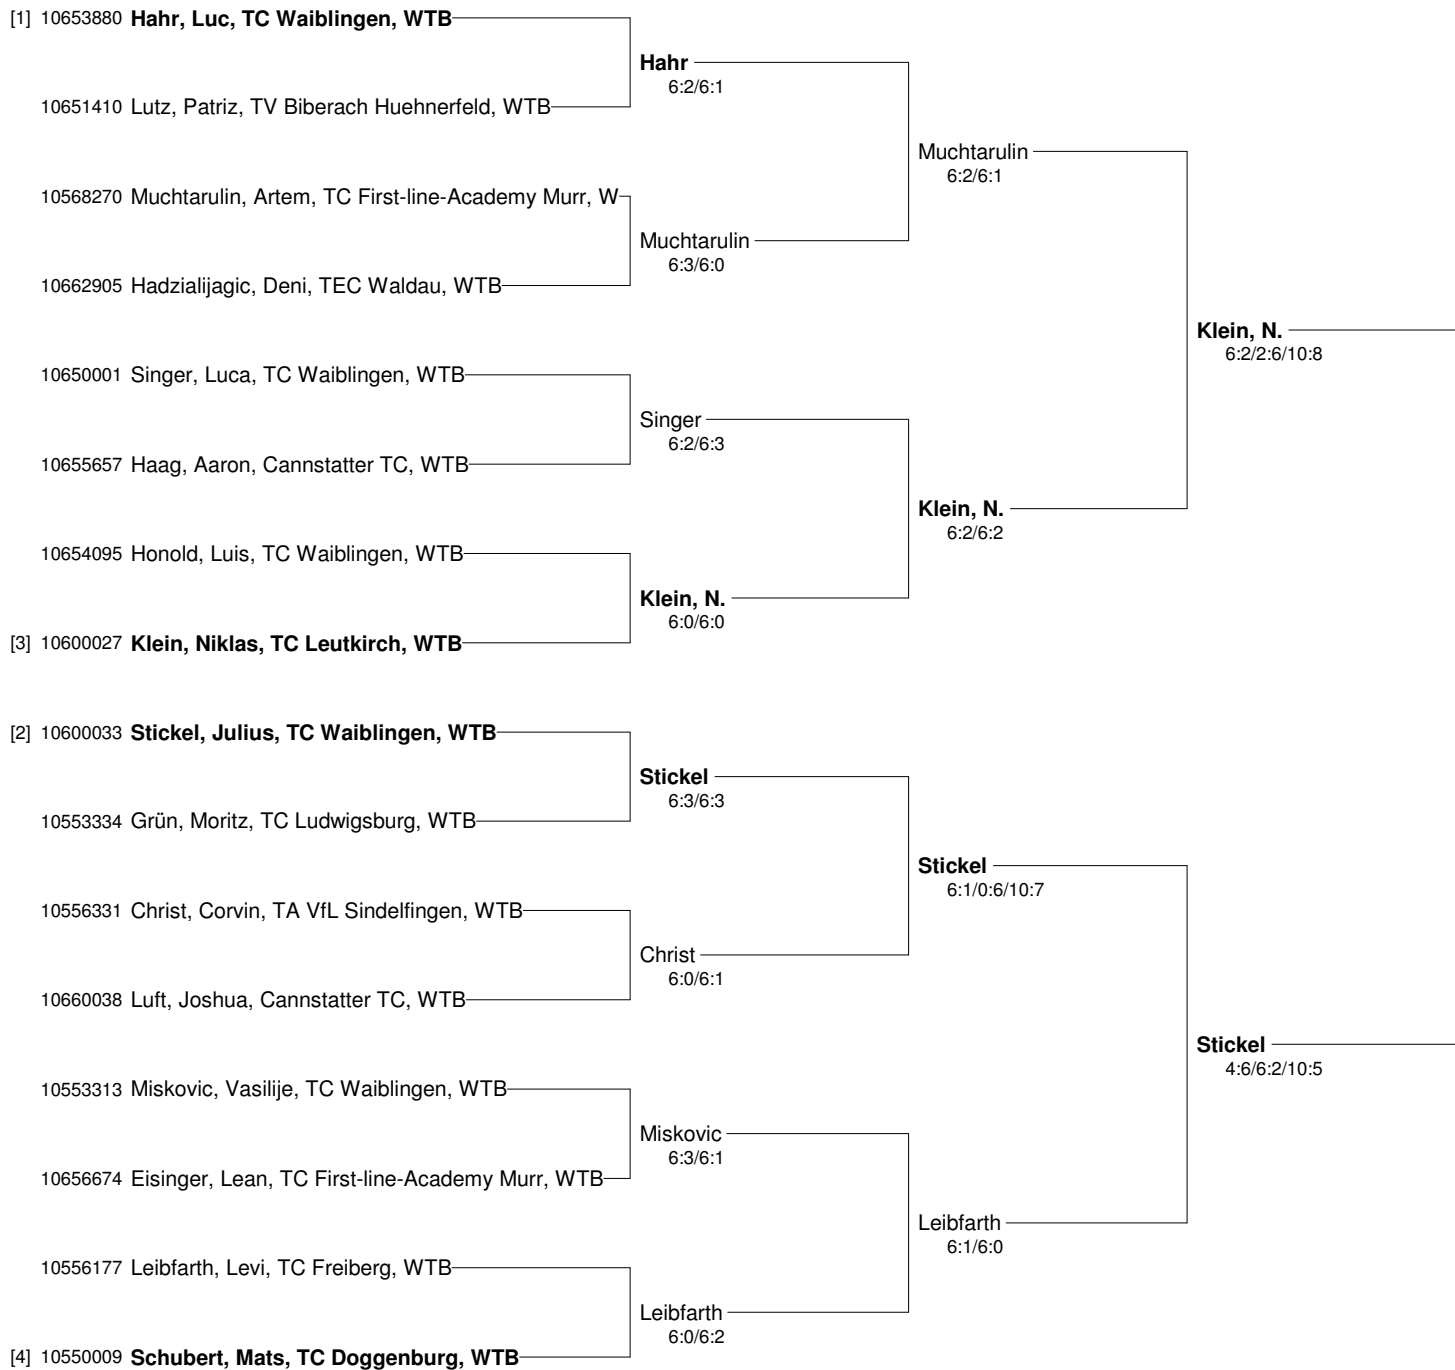 [1] 10653880 Hahr, Luc, TC Waiblingen, WTB
Hahr
6:2/6:1
10651410 Lutz, Patriz, TV Biberach Huehnerfeld, WTB
Muchtarulin
6:2/6:1
10568270 Muchtarulin, Artem, TC First-line-Academy Murr, W
Muchtarulin
6:3/6:0
10662905 Hadzialijagic, Deni, TEC Waldau, WTB
Klein, N.
6:2/2:6/10:8
10650001 Singer, Luca, TC Waiblingen, WTB
Singer
6:2/6:3
10655657 Haag, Aaron, Cannstatter TC, WTB
Klein, N.
6:2/6:2
10654095 Honold, Luis, TC Waiblingen, WTB
Klein, N.
6:0/6:0
[3] 10600027 Klein, Niklas, TC Leutkirch, WTB
[2] 10600033 Stickel, Julius, TC Waiblingen, WTB
Stickel
6:3/6:3
10553334 Grün, Moritz, TC Ludwigsburg, WTB
Stickel
6:1/0:6/10:7
10556331 Christ, Corvin, TA VfL Sindelfingen, WTB
Christ
6:0/6:1
10660038 Luft, Joshua, Cannstatter TC, WTB
Stickel
4:6/6:2/10:5
10553313 Miskovic, Vasilije, TC Waiblingen, WTB
Miskovic
6:3/6:1
10656674 Eisinger, Lean, TC First-line-Academy Murr, WTB
Leibfarth
6:1/6:0
10556177 Leibfarth, Levi, TC Freiberg, WTB
Leibfarth
6:0/6:2
[4] 10550009 Schubert, Mats, TC Doggenburg, WTB